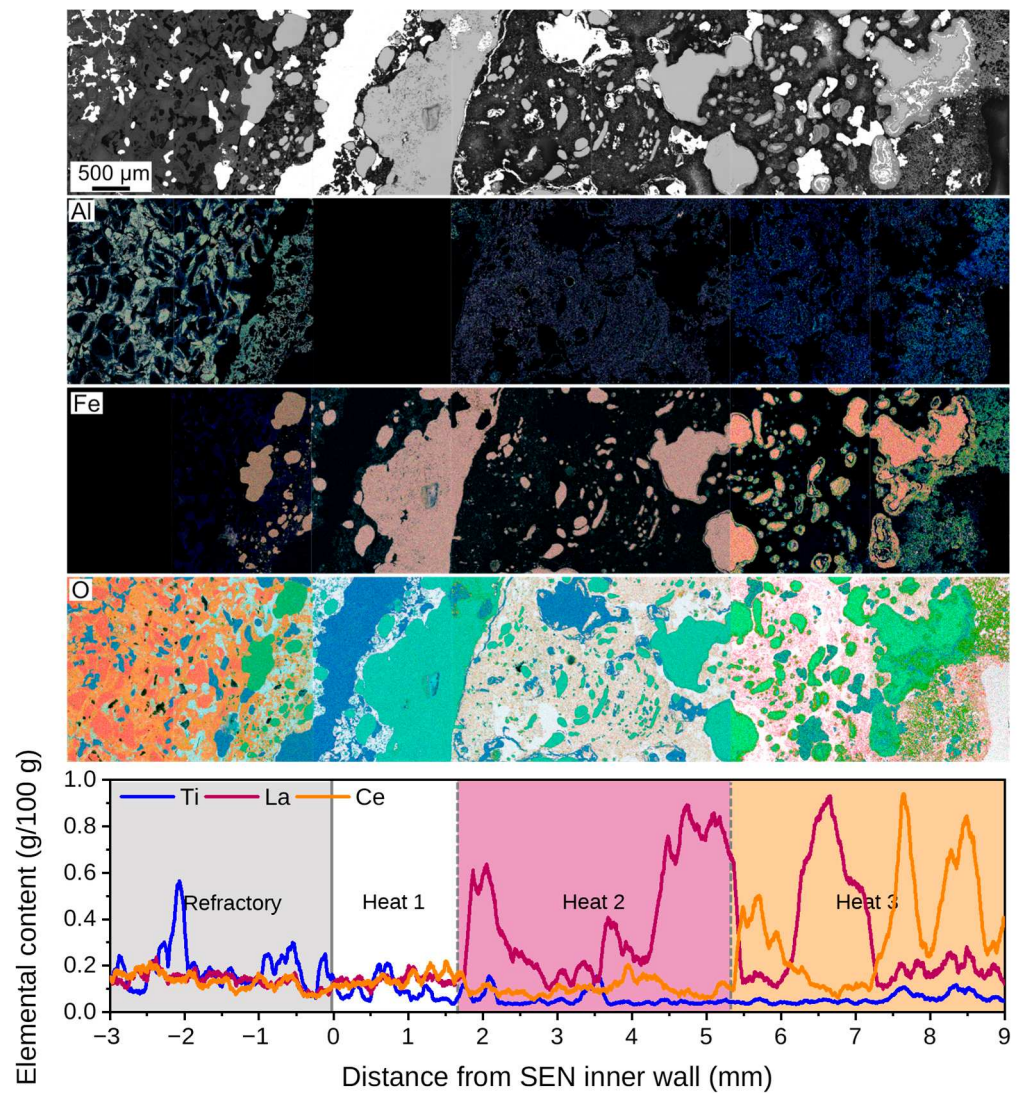 500 µm
Al
Fe
O
Elemental content (g/100 g)
1.0
0.8
0.6
0.4
0.2
0.0
Ti La Ce
Refractory Heat 1 Heat 2 Heat 3
−3 −2 −1 0 1 2 3 4 5 6 7 8 9
Distance from SEN inner wall (mm)